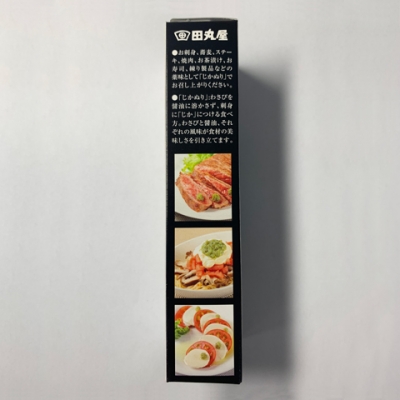 田丸屋
●お刺身、蕎麦、ステー
キ、焼肉、お茶漬け、お
寿司、練り製品などの
薬味として「じかぬり」で
お召し上がりください。
●「じかぬり」:わさびを
醤油に溶かさず、刺身
に「じか」につける食べ
方。わさびと醤油、それ
ぞれの風味が食材の美
味しさを引き立てます。